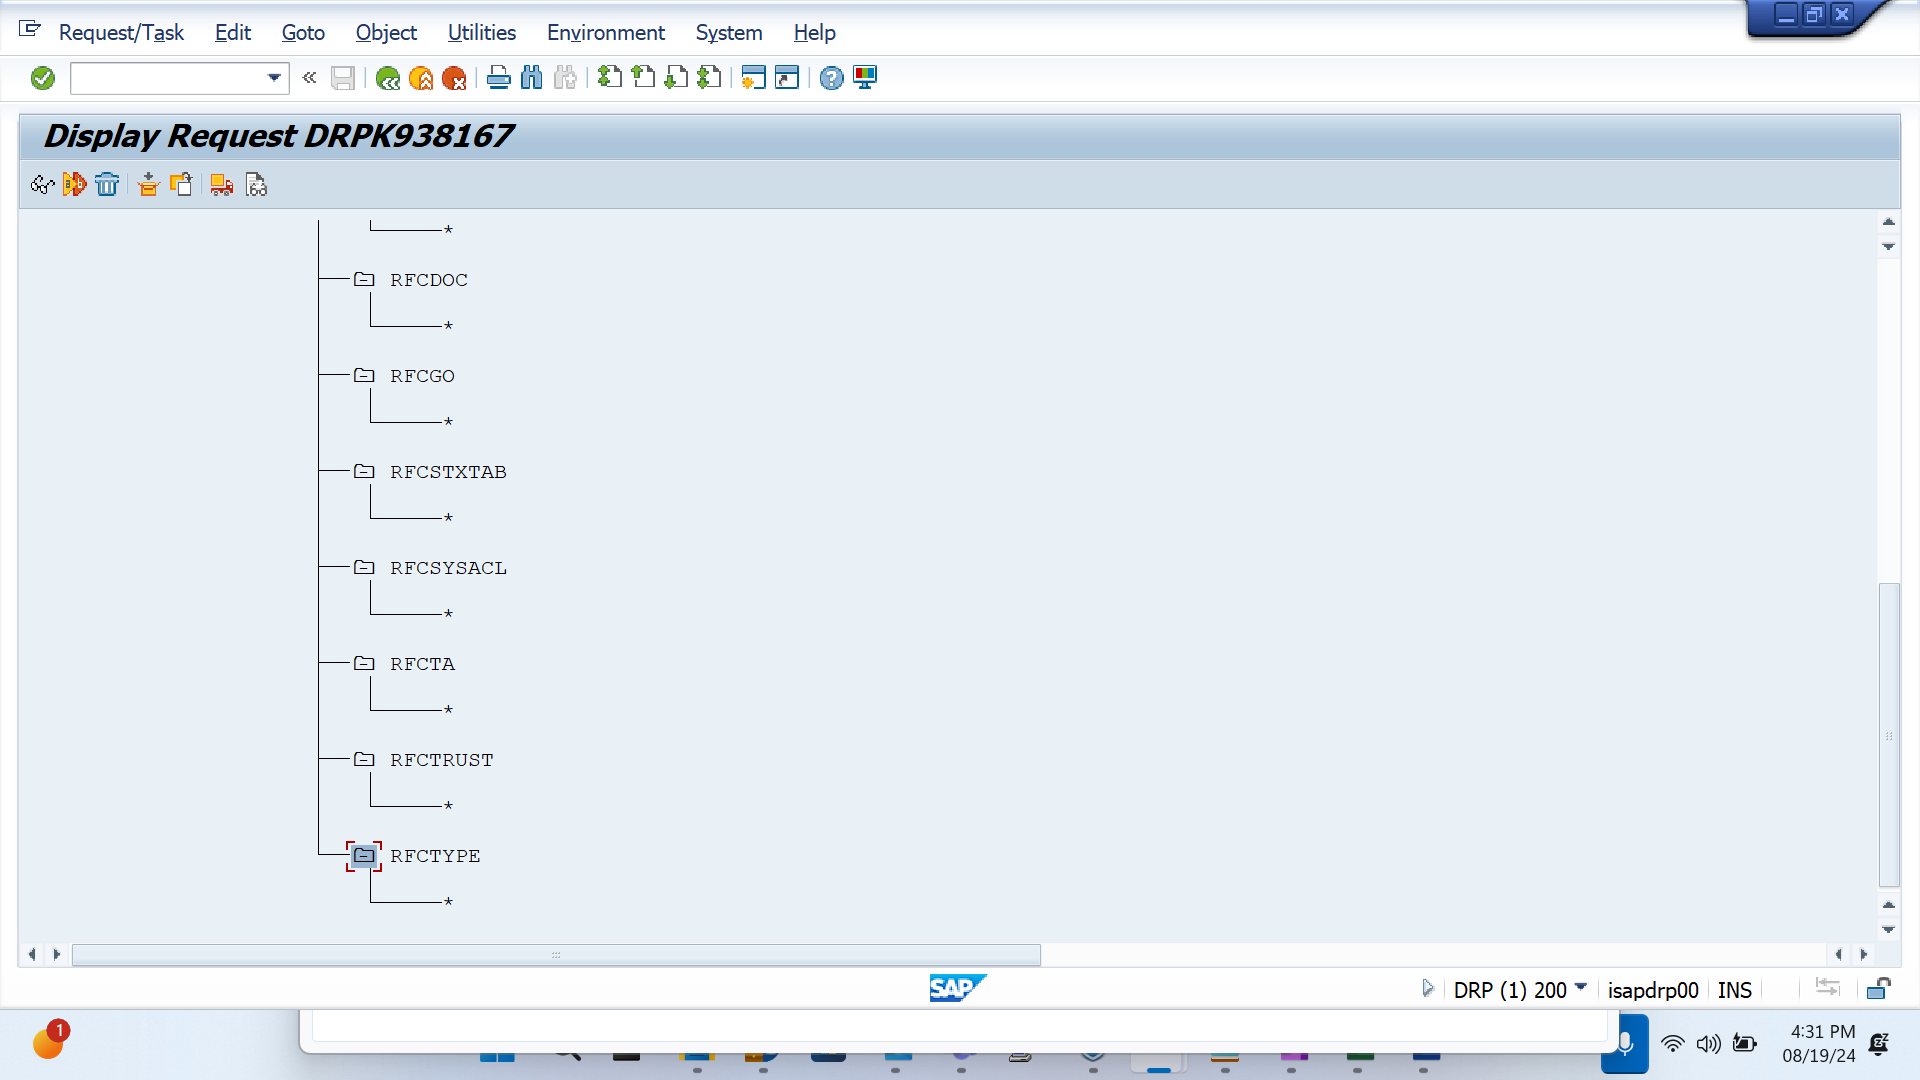 Request/Task Edit Goto Object Utilities Environment System Help
Display Request DRPK938167
*
RFCDOC
*
RFCGO
*
RFCSTXTAB
*
RFCSYSACL
*
RFCTA
*
RFCTRUST
*
RFCTYPE
*
SAP
DRP (1) 200 isapdrp00 INS
1
4:31 PM
08/19/24